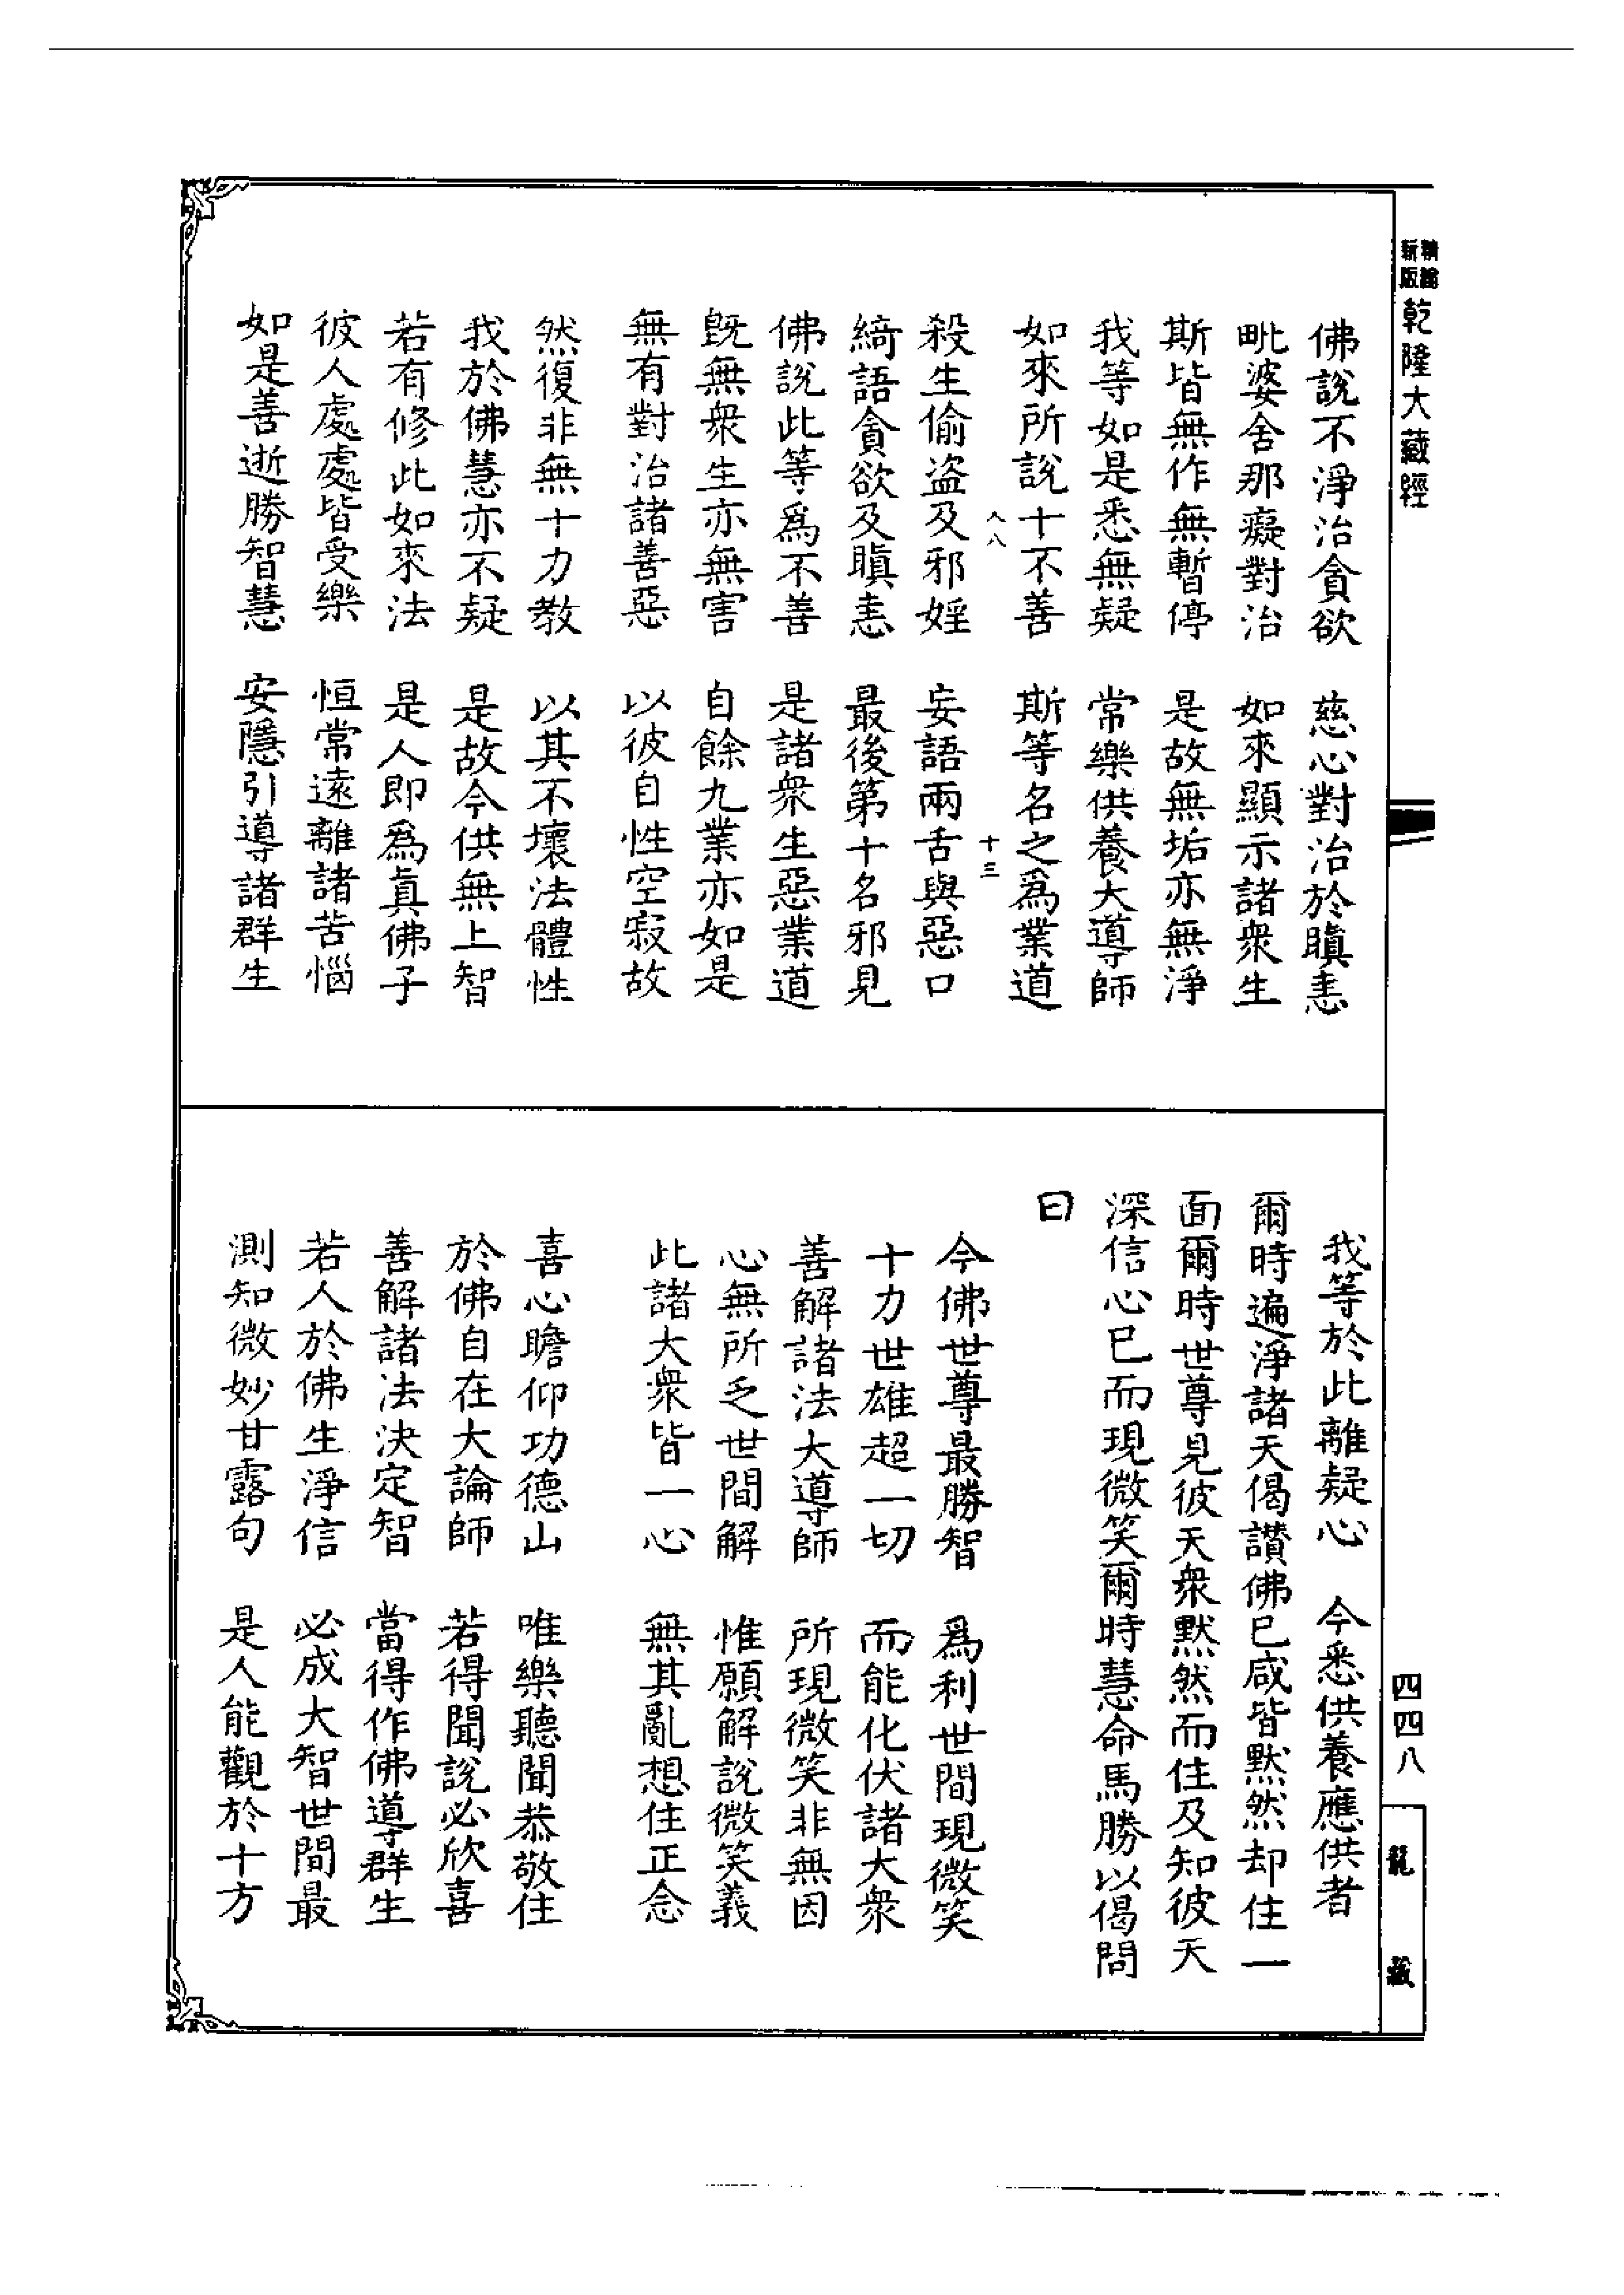 精繪
新版
乾隆大藏經
佛說不淨治貪欲　慈心對治於瞋恚
毗婆舍那癡對治　如來顯示諸衆生
斯皆無作無暫停　是故無垢亦無淨
我等如是悉無疑　常樂供養大導師
如來所說十不善　斯等名之爲業道
八八　十三
殺生偷盜及邪婬　妄語兩舌與惡口
綺語貪欲及瞋恚　最後第十名邪見
佛說此等爲不善　是諸衆生惡業道
旣無衆生亦無害　自餘九業亦如是
無有對治諸善惡　以彼自性空寂故
然復非無十力教　以其不壞法體性
我於佛慧亦不疑　是故今供無上智
若有修此如來法　是人即爲眞佛子
彼人處處皆受樂　恒常遠離諸苦惱
如是善逝勝智慧　安隱引導諸群生
我等於此離疑心　今悉供養應供者
爾時遍淨諸天偈讃佛已咸皆默然却住一
面爾時世尊見彼天衆默然而住及知彼天
深信心已而現微笑爾時慧命馬勝以偈問
曰
今佛世尊最勝智　爲利世間現微笑
十力世雄超一切　而能化伏諸大衆
善解諸法大導師　所現微笑非無因
心無所乏世間解　惟願解說微笑義
此諸大衆皆一心　無其亂想住正念
喜心瞻仰功德山　唯樂聽聞恭敬住
於佛自在大論師　若得聞說必欣喜
善解諸法決定智　當得作佛導群生
若人於佛生淨信　必成大智世間最
測知微妙甘露句　是人能觀於十方
四四八
龍藏